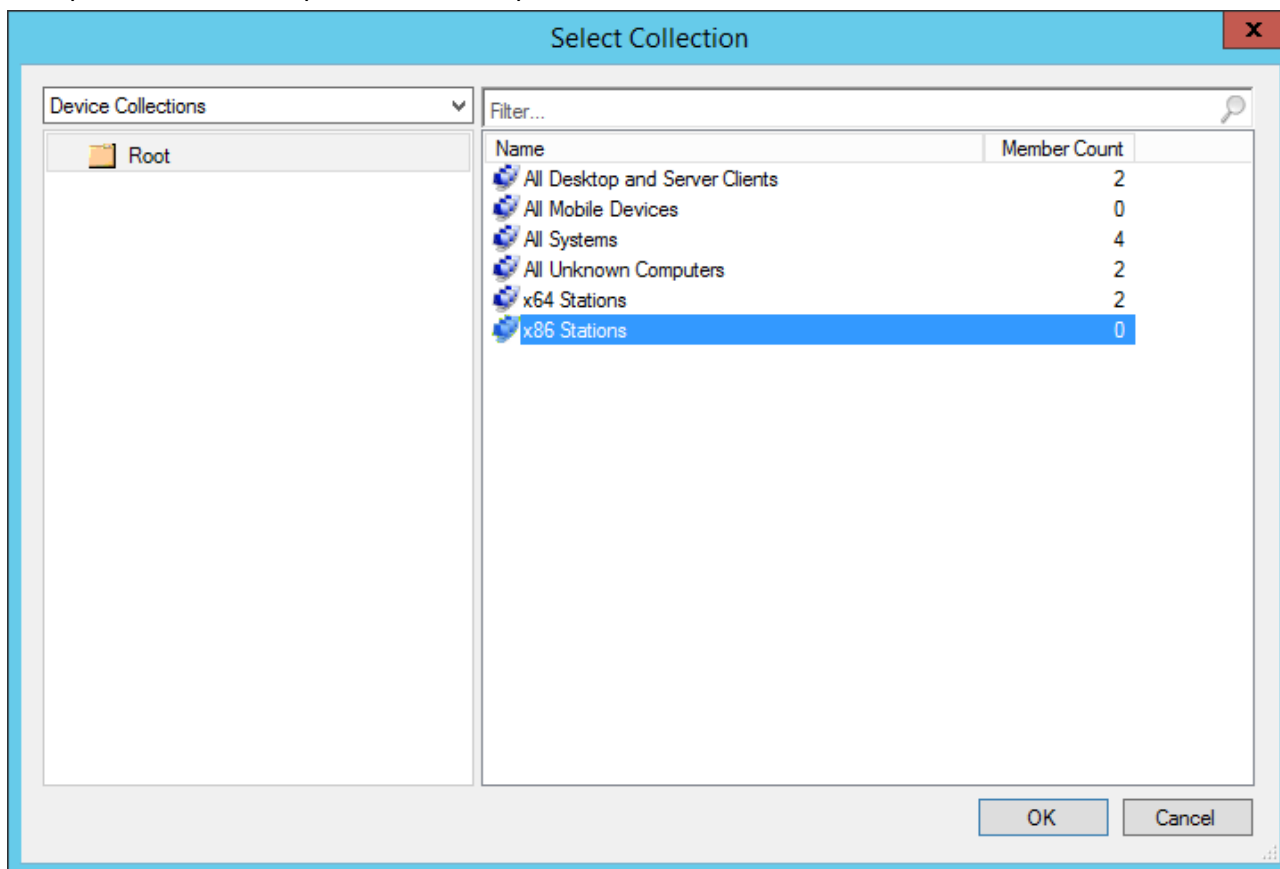 Select Collection
x
Device Collections
Filter...
Root
Name Member Count
All Desktop and Server Clients 2
All Mobile Devices 0
All Systems 4
All Unknown Computers 2
x64 Stations 2
x86 Stations 0
OK Cancel